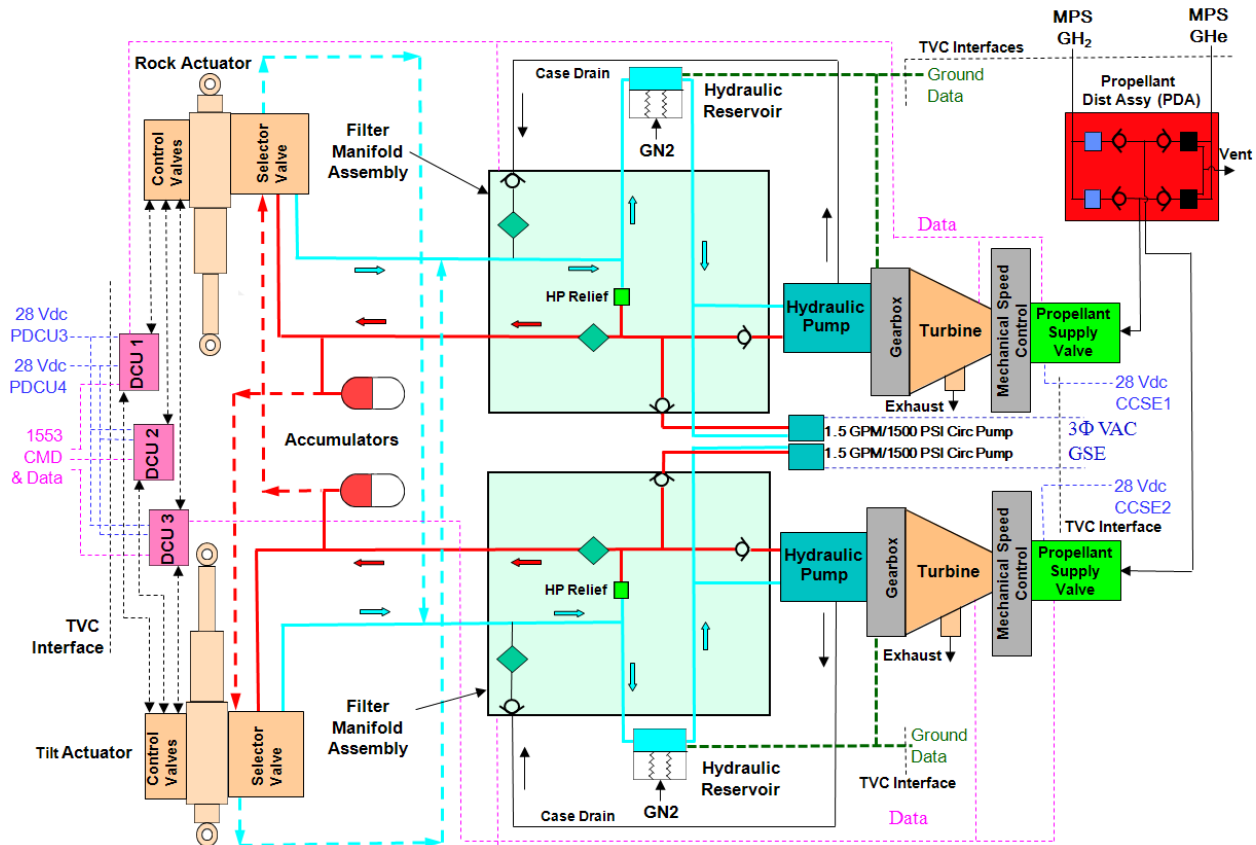 MPS
GH₂
MPS
GHe
TVC Interfaces
Rock Actuator
Case Drain
Ground
Data
Hydraulic
Reservoir
GN2
Propellant
Dist Assy (PDA)
Vent
Control
Valves
Selector
Valve
Filter
Manifold
Assembly
Data
HP Relief
Hydraulic
Pump
Gearbox
Turbine
Mechanical Speed
Control
Propellant
Supply
Valve
Exhaust
28 Vdc
CCSE1
28 Vdc
PDCU3
28 Vdc
PDCU4
DCU 1
1553
CMD
& Data
DCU 2
DCU 3
Accumulators
1.5 GPM/1500 PSI Circ Pump
1.5 GPM/1500 PSI Circ Pump
3Φ VAC
GSE
28 Vdc
CCSE2
TVC Interface
HP Relief
Hydraulic
Pump
Gearbox
Turbine
Mechanical Speed
Control
Propellant
Supply
Valve
Exhaust
TVC
Interface
Filter
Manifold
Assembly
Tilt Actuator
Control
Valves
Selector
Valve
Ground
Data
TVC Interface
Hydraulic
Reservoir
GN2
Case Drain
Data